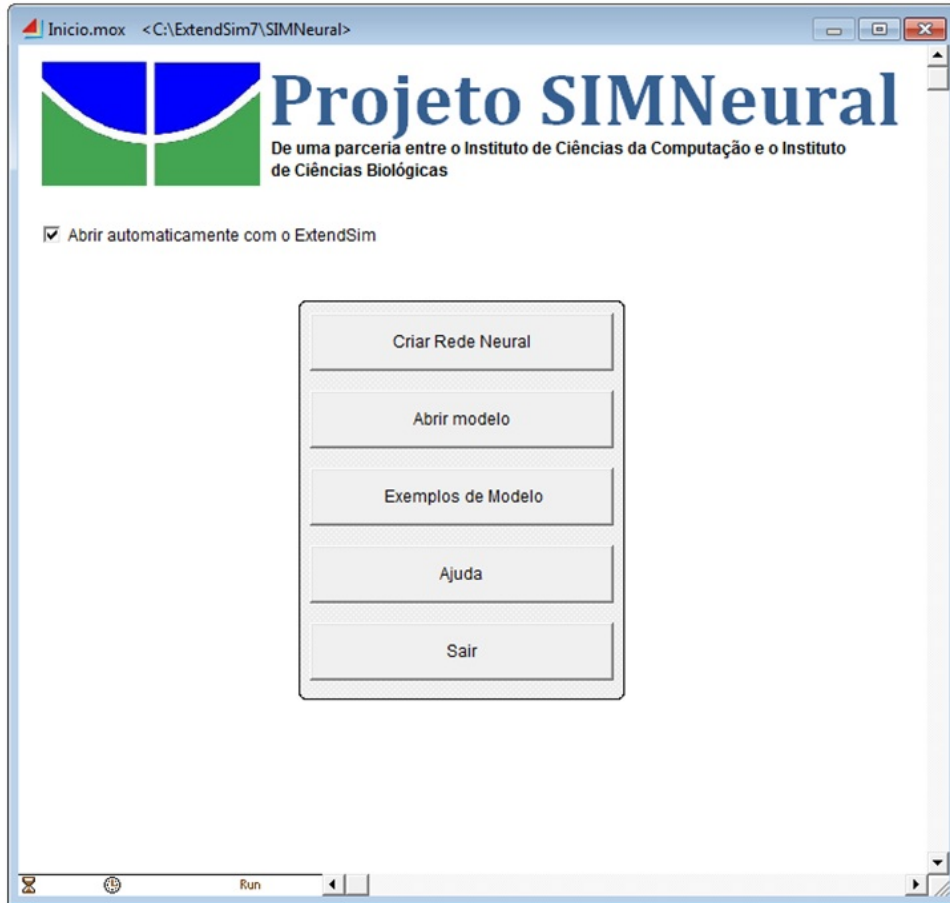 Inicio.mox <C:\ExtendSim7\SIMNeural>
Projeto SIMNeural
De uma parceria entre o Instituto de Ciências da Computação e o Instituto
de Ciências Biológicas
Abrir automaticamente com o ExtendSim
Criar Rede Neural
Abrir modelo
Exemplos de Modelo
Ajuda
Sair
Run